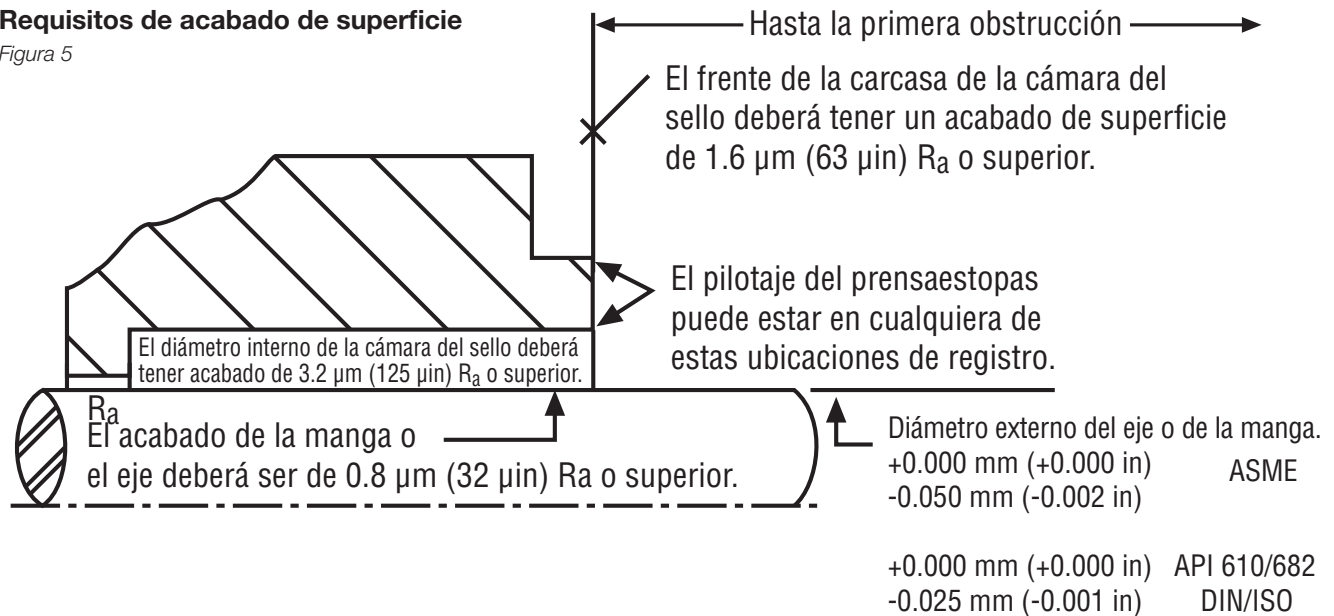 Requisitos de acabado de superficie
Figura 5
Hasta la primera obstrucción
El frente de la carcasa de la cámara del
sello deberá tener un acabado de superficie
de 1.6 µm (63 µin) Ra o superior.
El pilotaje del prensaestopas
puede estar en cualquiera de
estas ubicaciones de registro.
El diámetro interno de la cámara del sello deberá
tener acabado de 3.2 µm (125 µin) Ra o superior.
Ra
El acabado de la manga o
el eje deberá ser de 0.8 µm (32 µin) Ra o superior.
Diámetro externo del eje o de la manga.
+0.000 mm (+0.000 in)
ASME
-0.050 mm (-0.002 in)
+0.000 mm (+0.000 in) API 610/682
-0.025 mm (-0.001 in) DIN/ISO